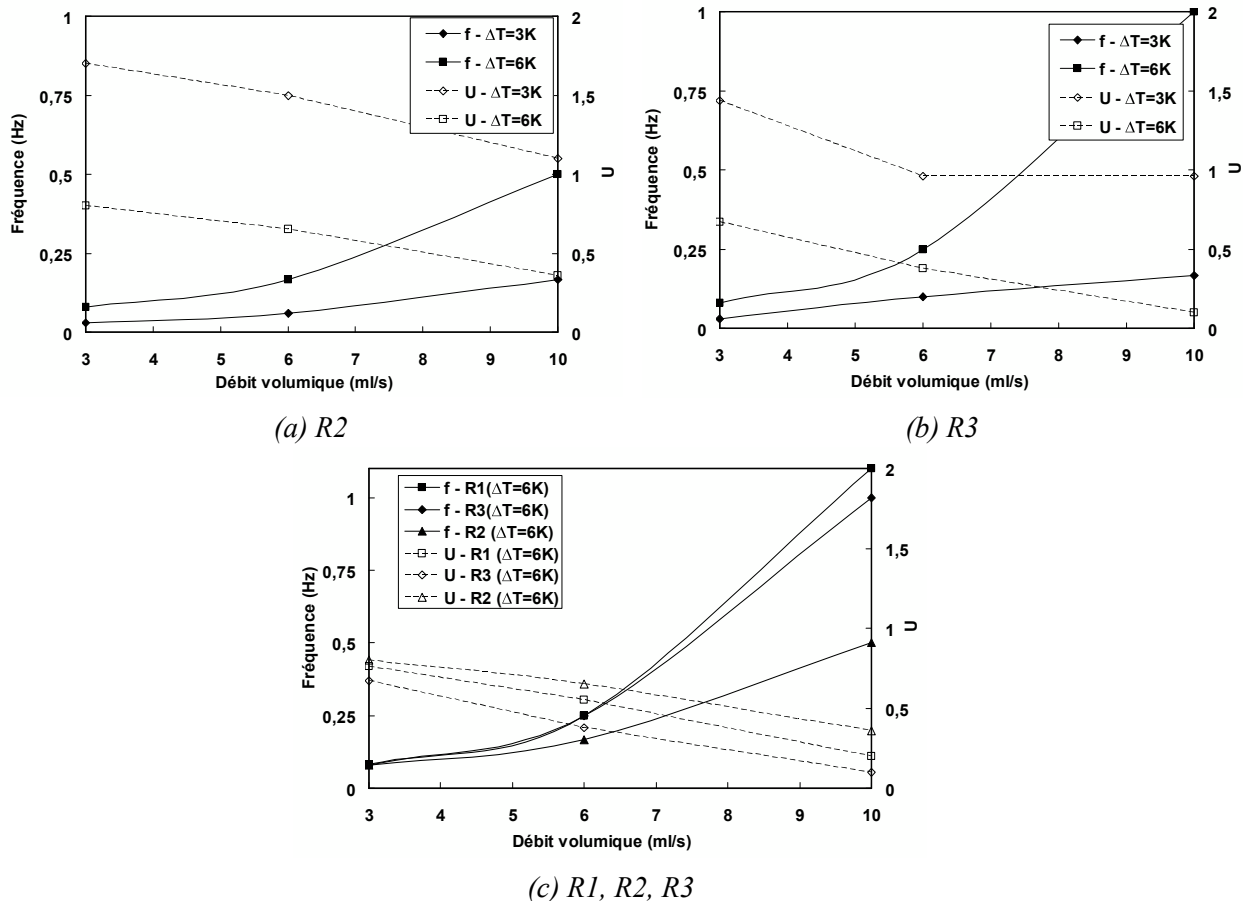 1
0,75
0,5
0,25
0
Fréquence (Hz)
2
1,5
1
0,5
0
U
f - ΔT=3K
f - ΔT=6K
U - ΔT=3K
U - ΔT=6K
3 4 5 6 7 8 9 10
Débit volumique (ml/s)
(a) R2
1
0,75
0,5
0,25
0
Fréquence (Hz)
2
1,5
1
0,5
0
U
f - ΔT=3K
f - ΔT=6K
U - ΔT=3K
U - ΔT=6K
3 4 5 6 7 8 9 10
Débit volumique (ml/s)
(b) R3
1
0,75
0,5
0,25
0
Fréquence (Hz)
2
1,5
1
0,5
0
U
f - R1(ΔT=6K)
f - R3(ΔT=6K)
f - R2 (ΔT=6K)
U - R1 (ΔT=6K)
U - R3 (ΔT=6K)
U - R2 (ΔT=6K)
3 4 5 6 7 8 9 10
Débit volumique (ml/s)
(c) R1, R2, R3